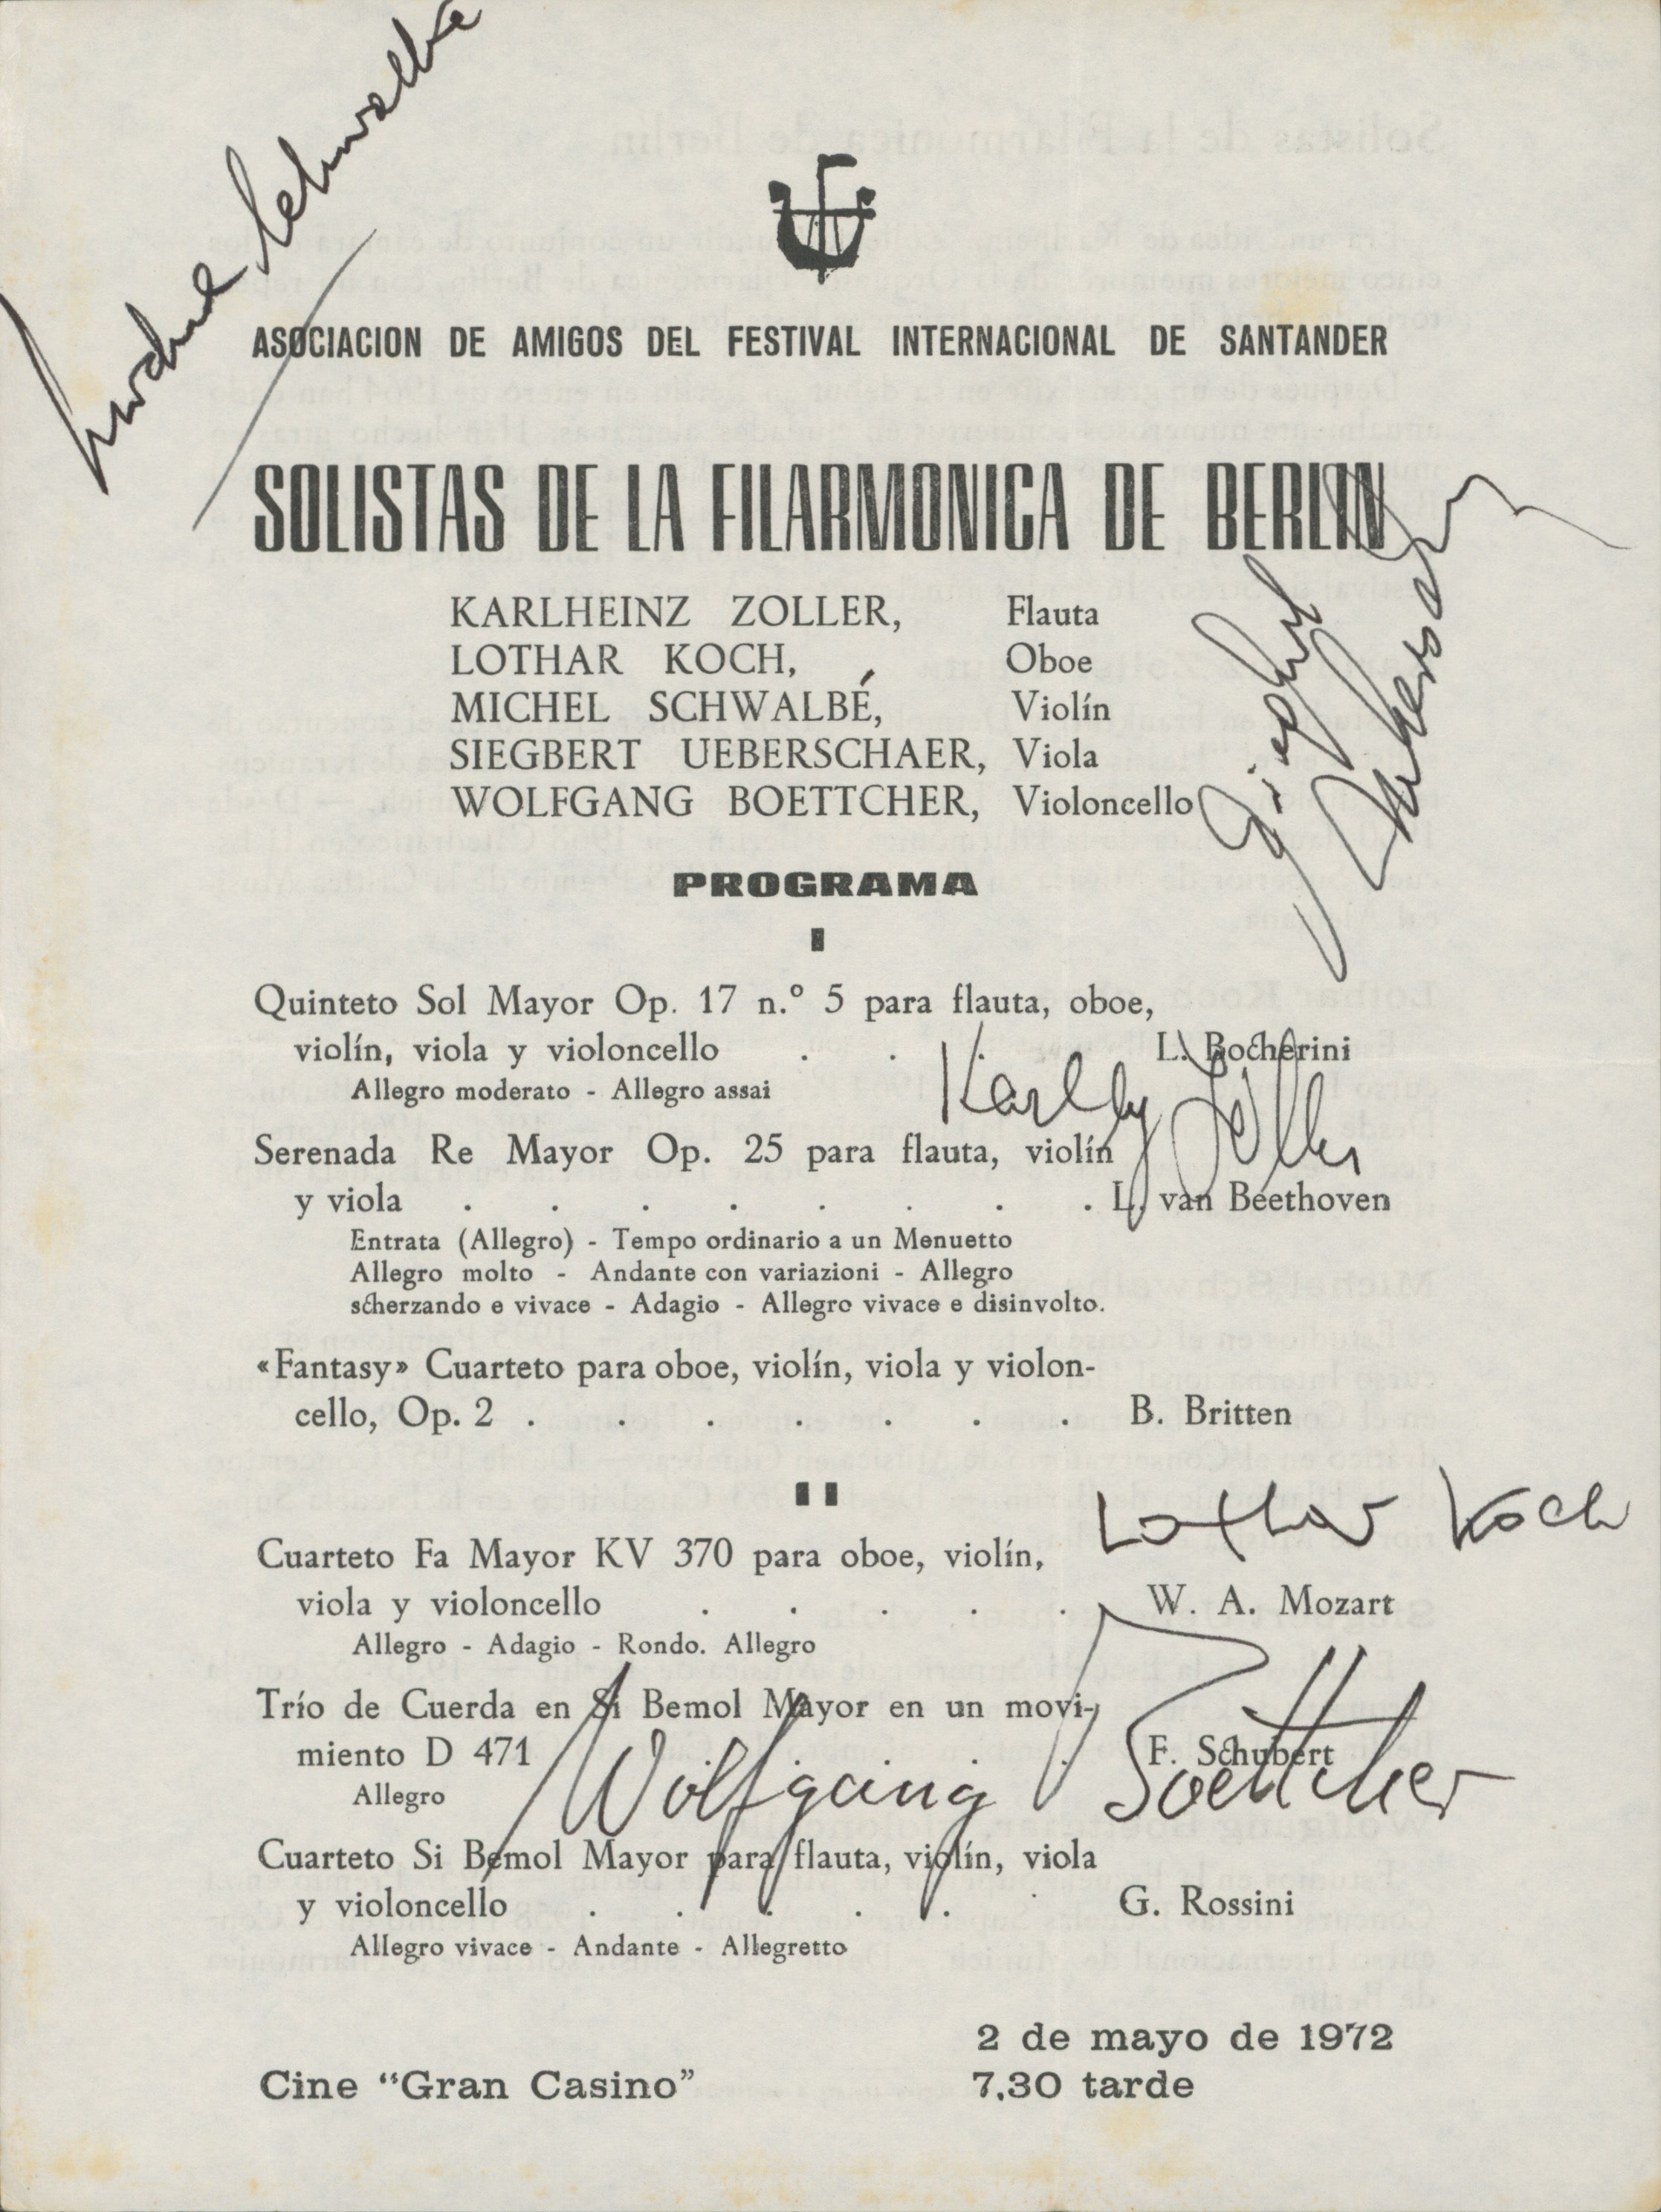 Michel Schwalbé
ASOCIACION DE AMIGOS DEL FESTIVAL INTERNACIONAL DE SANTANDER
SOLISTAS DE LA FILARMONICA DE BERLIN
KARLHEINZ ZOLLER, Flauta
LOTHAR KOCH, Oboe
MICHEL SCHWALBÉ, Violín
SIEGBERT UEBERSCHAER, Viola
WOLFGANG BOETTCHER, Violoncello
Siegbert
Ueberschaer
PROGRAMA
I
Quinteto Sol Mayor Op. 17 n.º 5 para flauta, oboe,
violín, viola y violoncello . . . L. Bocherini
Allegro moderato - Allegro assai
Karlhz Zöller
Serenada Re Mayor Op. 25 para flauta, violín
y viola . . . . . . . . L. van Beethoven
Entrata (Allegro) - Tempo ordinario a un Menuetto
Allegro molto - Andante con variazioni - Allegro
scherzando e vivace - Adagio - Allegro vivace e disinvolto.
«Fantasy» Cuarteto para oboe, violín, viola y violon-
cello, Op. 2 . . . . . . . B. Britten
II
Lothar Koch
Cuarteto Fa Mayor KV 370 para oboe, violín,
viola y violoncello . . . . . W. A. Mozart
Allegro - Adagio - Rondo. Allegro
Trío de Cuerda en Si Bemol Mayor en un movi-
miento D 471 . . . . . F. Schubert
Allegro
Wolfgang Boettcher
Cuarteto Si Bemol Mayor para flauta, violín, viola
y violoncello . . . . . . G. Rossini
Allegro vivace - Andante - Allegretto
2 de mayo de 1972
Cine “Gran Casino” 7,30 tarde